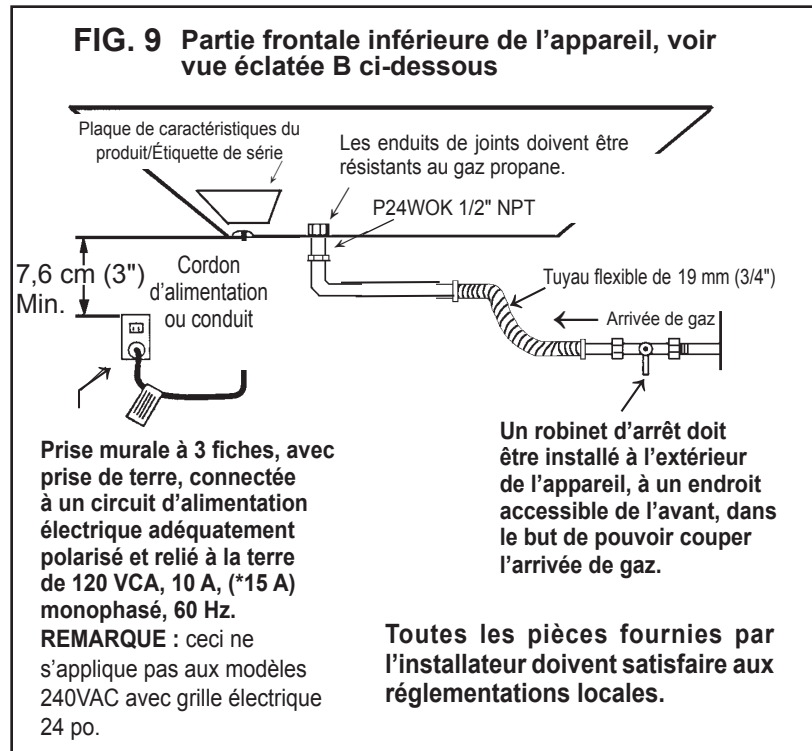 FIG. 9 Partie frontale inférieure de l'appareil, voir
vue éclatée B ci-dessous
Plaque de caractéristiques du
produit/Étiquette de série
Les enduits de joints doivent être
résistants au gaz propane.
P24WOK 1/2" NPT
7,6 cm (3")
Min.
Cordon
d'alimentation
ou conduit
Tuyau flexible de 19 mm (3/4")
Arrivée de gaz
Prise murale à 3 fiches, avec
prise de terre, connectée
à un circuit d'alimentation
électrique adéquatement
polarisé et relié à la terre
de 120 VCA, 10 A, (*15 A)
monophasé, 60 Hz.
REMARQUE : ceci ne
s'applique pas aux modèles
240VAC avec grille électrique
24 po.
Un robinet d'arrêt doit
être installé à l'extérieur
de l'appareil, à un endroit
accessible de l'avant, dans
le but de pouvoir couper
l'arrivée de gaz.
Toutes les pièces fournies par
l'installateur doivent satisfaire aux
réglementations locales.